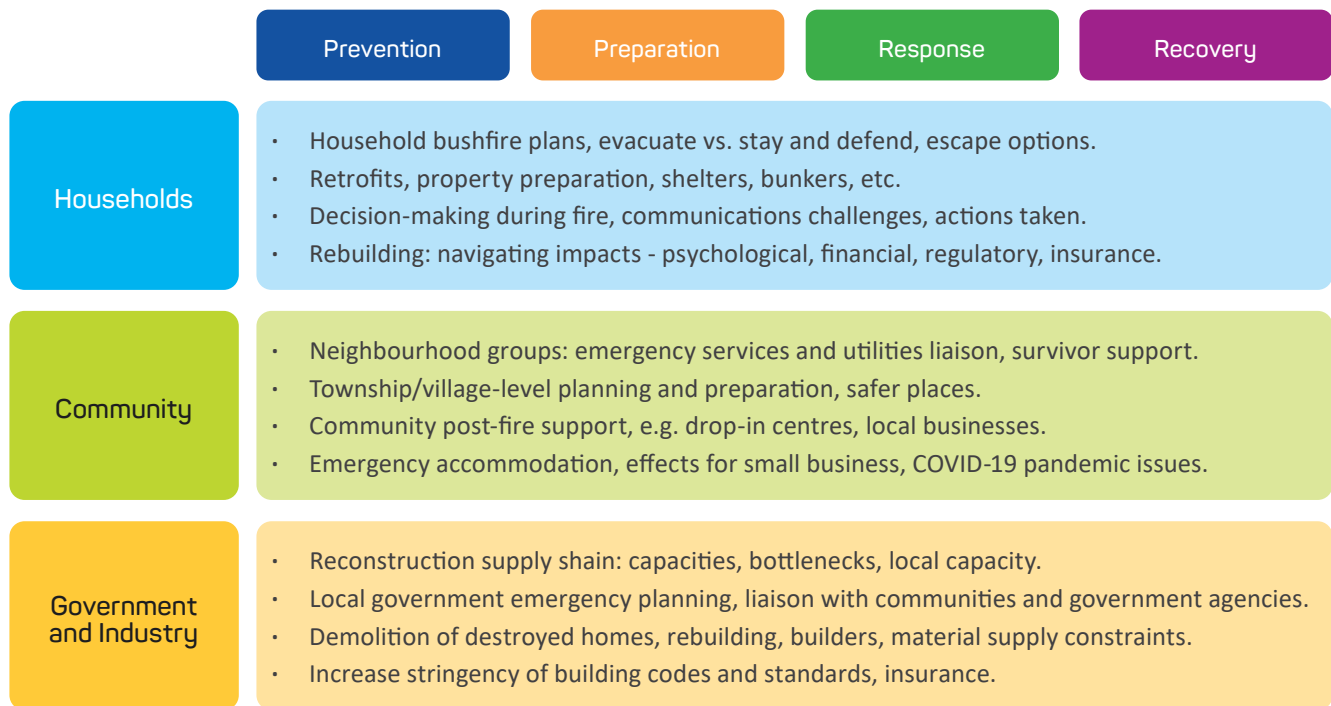 Prevention
Preparation
Response
Recovery
Households
• Household bushfire plans, evacuate vs. stay and defend, escape options.
• Retrofits, property preparation, shelters, bunkers, etc.
• Decision-making during fire, communications challenges, actions taken.
• Rebuilding: navigating impacts - psychological, financial, regulatory, insurance.
Community
• Neighbourhood groups: emergency services and utilities liaison, survivor support.
• Township/village-level planning and preparation, safer places.
• Community post-fire support, e.g. drop-in centres, local businesses.
• Emergency accommodation, effects for small business, COVID-19 pandemic issues.
Government
and Industry
• Reconstruction supply shain: capacities, bottlenecks, local capacity.
• Local government emergency planning, liaison with communities and government agencies.
• Demolition of destroyed homes, rebuilding, builders, material supply constraints.
• Increase stringency of building codes and standards, insurance.